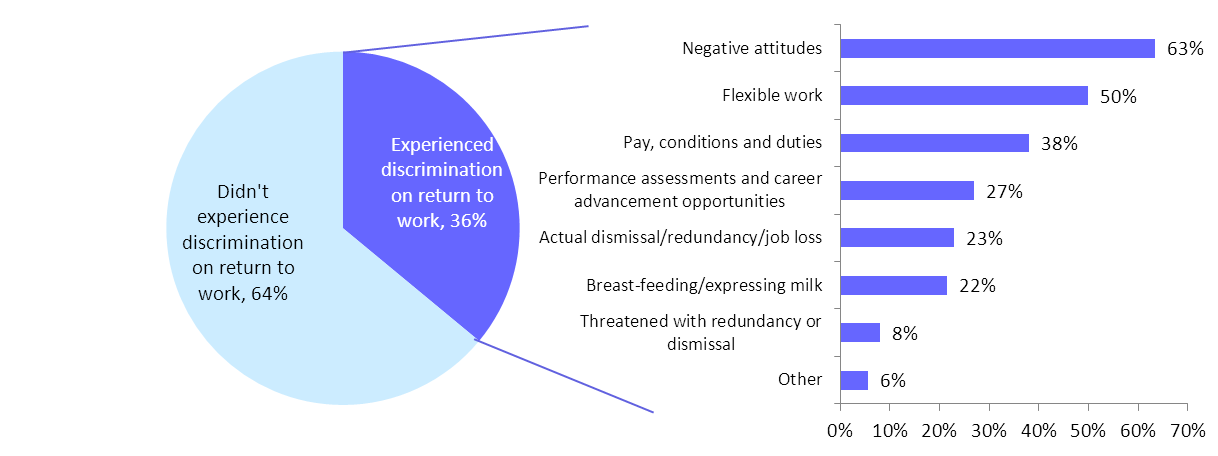 Didn't
experience
discrimination
on return to
work, 64%
Experienced
discrimination
on return to
work, 36%
Negative attitudes
63%
Flexible work
50%
Pay, conditions and duties
38%
Performance assessments and career
advancement opportunities
27%
Actual dismissal/redundancy/job loss
23%
Breast-feeding/expressing milk
22%
Threatened with redundancy or
dismissal
8%
Other
6%
0% 10% 20% 30% 40% 50% 60% 70%